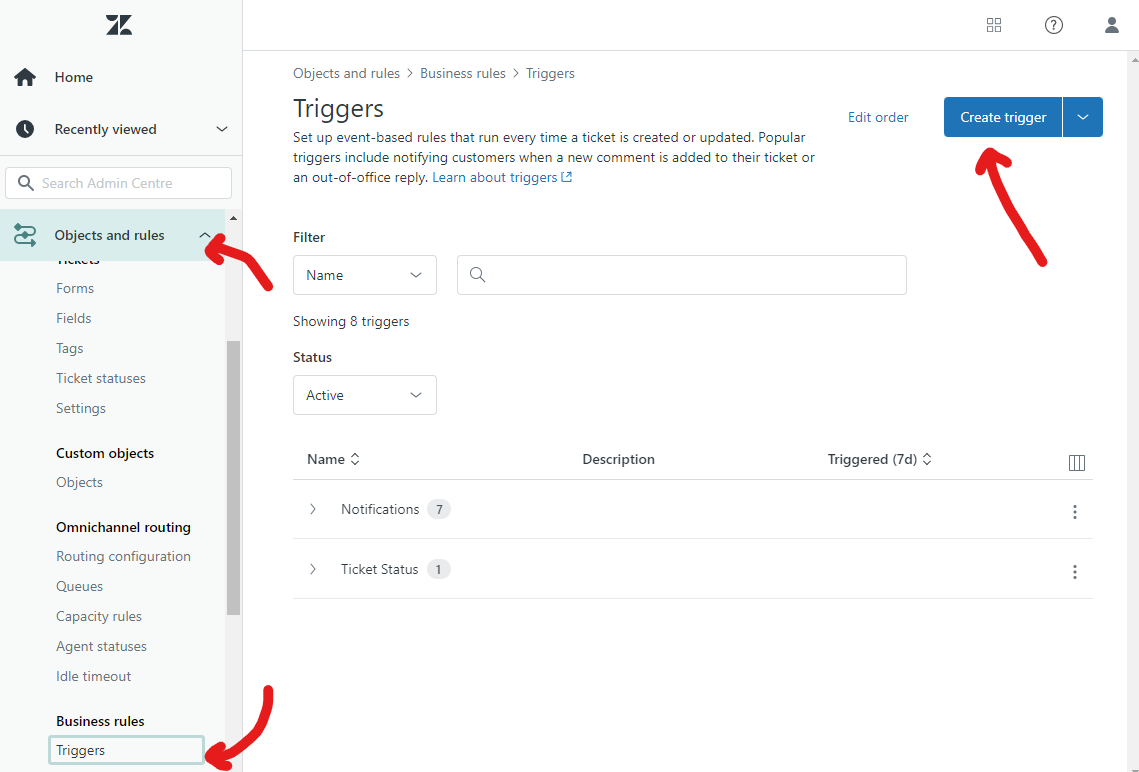 Home
Recently viewed
Search Admin Centre
Objects and rules
Tickets
Forms
Fields
Tags
Ticket statuses
Settings
Custom objects
Objects
Omnichannel routing
Routing configuration
Queues
Capacity rules
Agent statuses
Idle timeout
Business rules
Triggers
Objects and rules > Business rules > Triggers
Triggers
Set up event-based rules that run every time a ticket is created or updated. Popular
triggers include notifying customers when a new comment is added to their ticket or
an out-of-office reply. Learn about triggers
Edit order
Create trigger
Filter
Name
Showing 8 triggers
Status
Active
Name Description Triggered (7d)
Notifications 7
Ticket Status 1